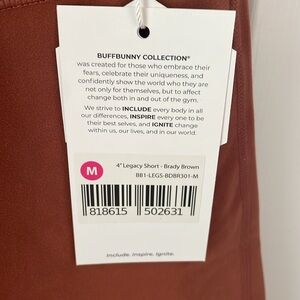 BUFFBUNNY COLLECTION®
was created for those who embrace their
fears, celebrate their uniqueness, and
confidently show the world who they are
not only for themselves, but to affect
change both in and out of the gym.
We strive to INCLUDE every body in all
our differences, INSPIRE every one to be
their best selves, and IGNITE change
within us, our lives, and in our world.
M
4" Legacy Short - Brady Brown
BB1-LEGS-BDBR301-M
818615 502631
Include. Inspire. Ignite.